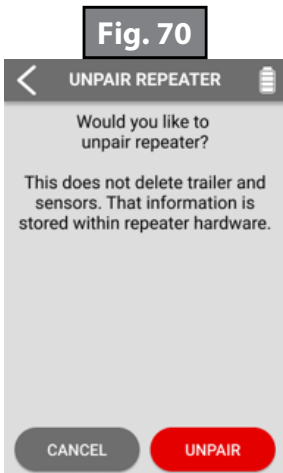 Fig. 70
UNPAIR REPEATER
Would you like to
unpair repeater?
This does not delete trailer and
sensors. That information is
stored within repeater hardware.
CANCEL UNPAIR